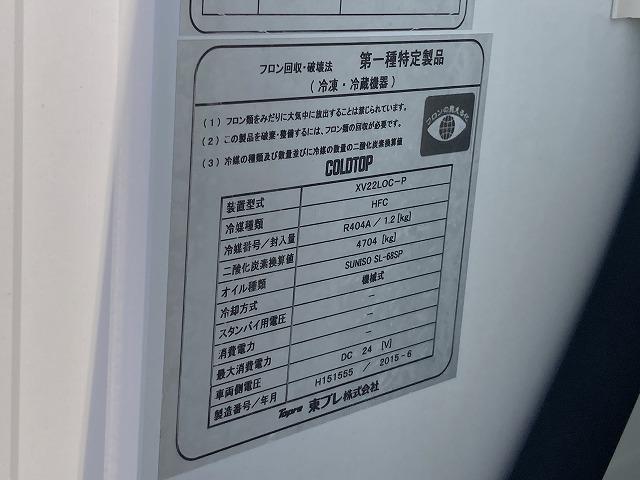 フロン回収・破壊法 第一種特定製品
（冷凍・冷蔵機器）
（1）フロン類をみだりに大気中に放出することは禁じられています。
（2）この製品を廃棄・整備するには、フロン類の回収が必要です。
（3）冷媒の種類及び数量並びに冷媒の数量の二酸化炭素換算値
フロンの見える化
COLDTOP
装置型式 XV22LOC-P
冷媒種類 HFC
冷媒番号／封入量 R404A ／ 1.2 [kg]
二酸化炭素換算値 4704 [kg]
オイル種類 SUNISO SL-68SP
冷却方式 機械式
スタンバイ用電圧 －
消費電力 －
最大消費電力 －
車両側電圧 DC 24 [V]
製造番号／年月 H151555 ／ 2015-6
Topre 東プレ株式会社